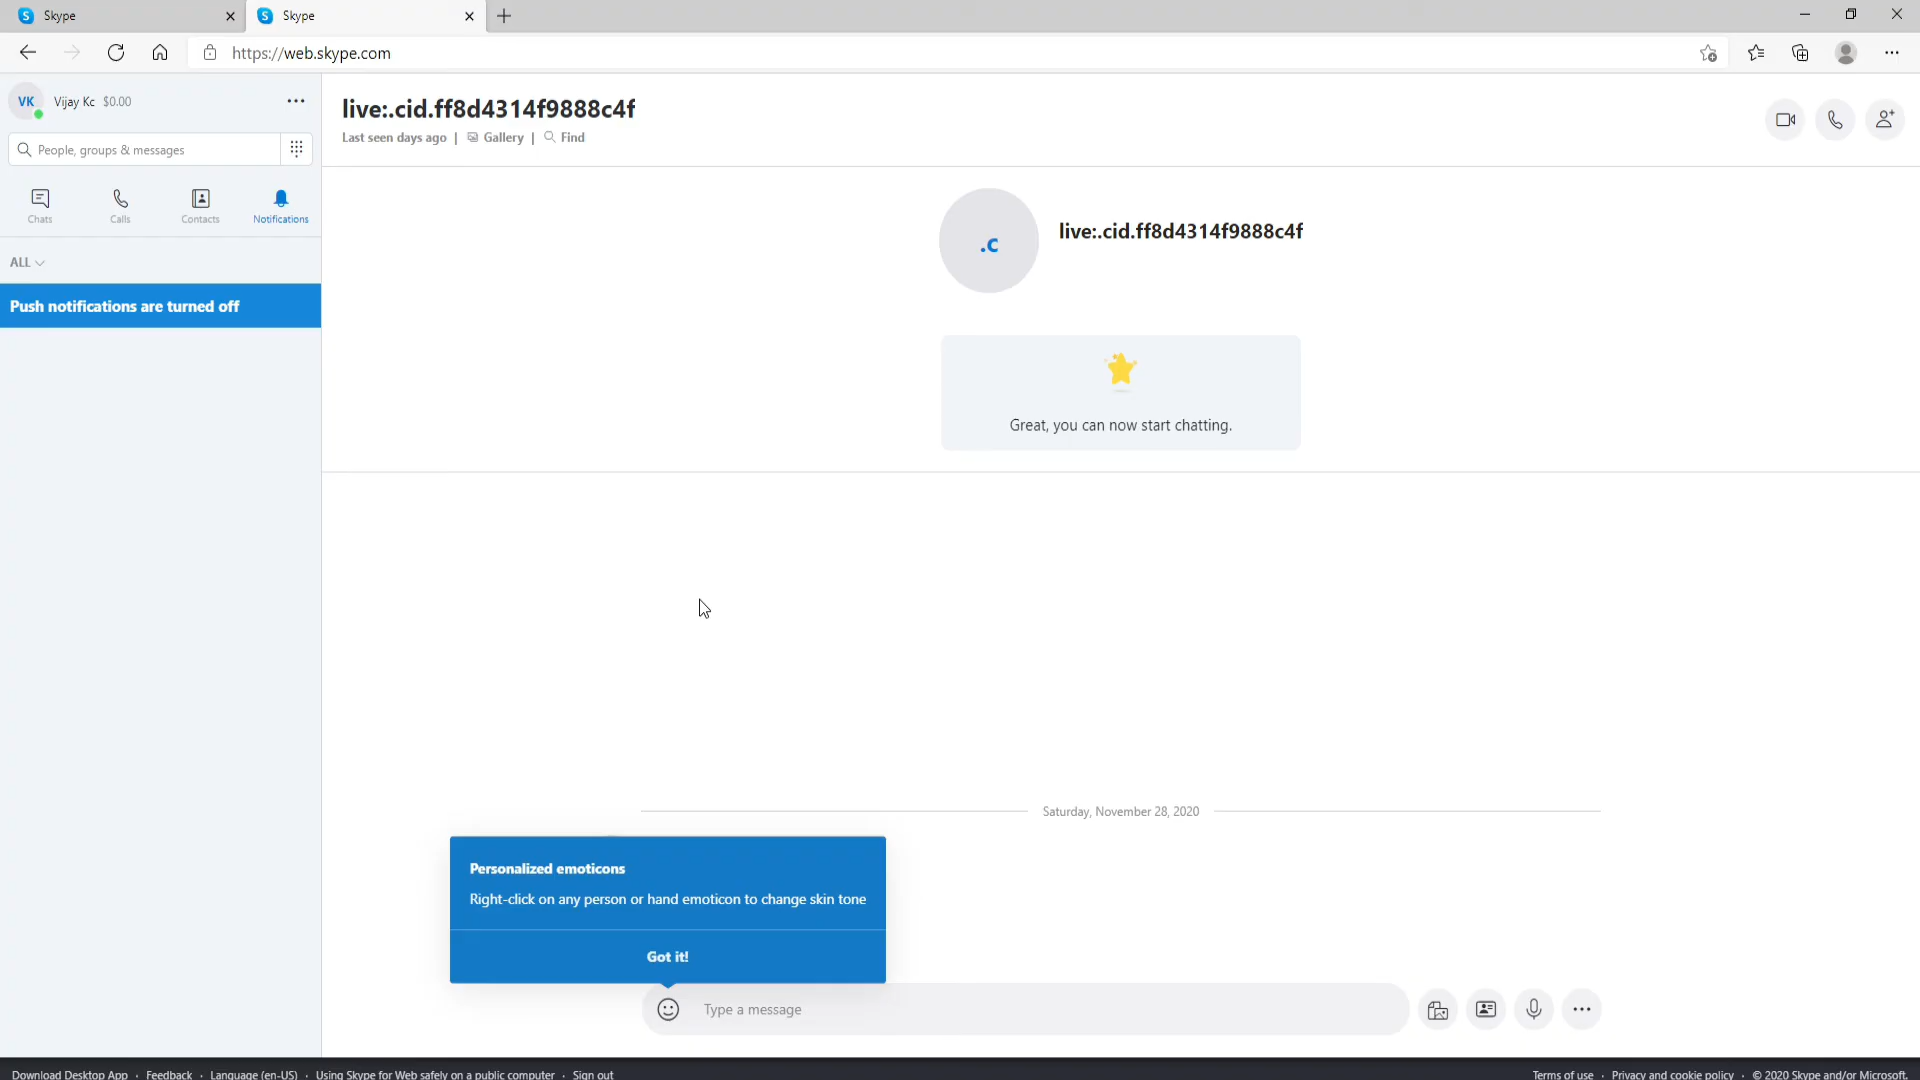 Skype
Skype
https://web.skype.com
VK Vijay Kc $0.00
People, groups & messages
Chats Calls Contacts Notifications
ALL
Push notifications are turned off
live:.cid.ff8d4314f9888c4f
Last seen days ago | Gallery | Find
.c
live:.cid.ff8d4314f9888c4f
Great, you can now start chatting.
Saturday, November 28, 2020
Personalized emoticons
Right-click on any person or hand emoticon to change skin tone
Got it!
Type a message
Download Desktop App · Feedback · Language (en-US) · Using Skype for Web safely on a public computer · Sign out
Terms of use · Privacy and cookie policy · © 2020 Skype and/or Microsoft.